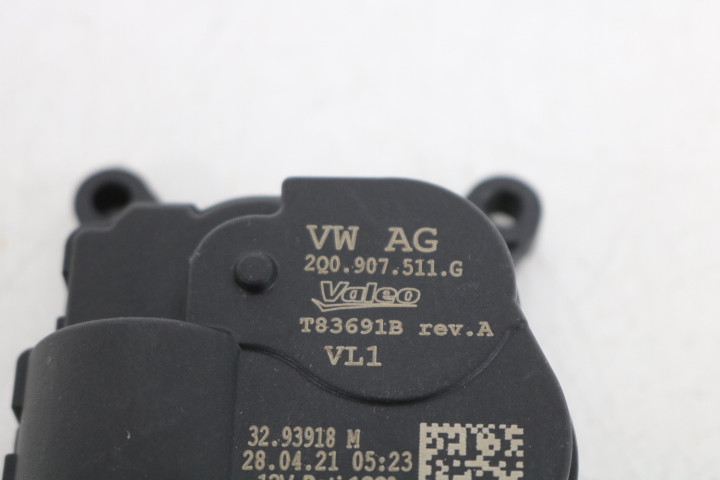 VW AG
2Q0.907.511.G
Valeo
T83691B rev.A
VL1
32.93918 M
28.04.21 05:23